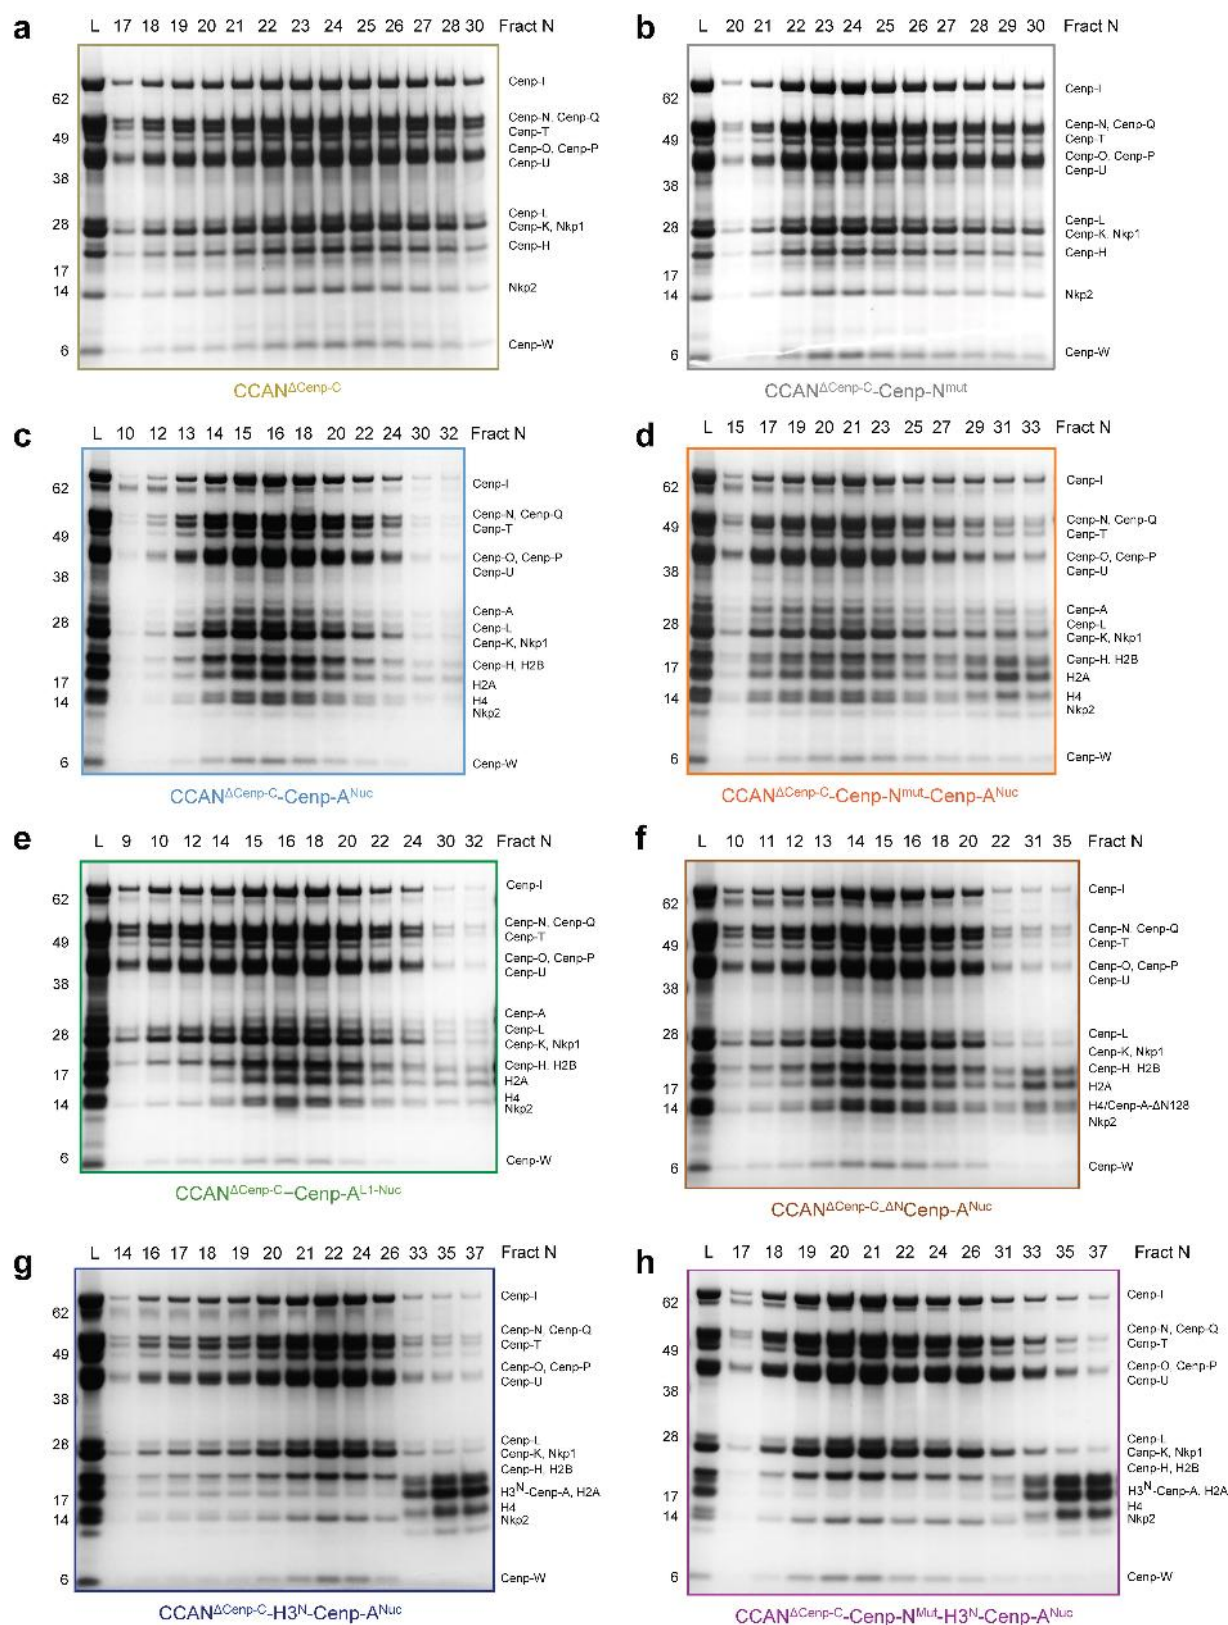 a
L 17 18 19 20 21 22 23 24 25 26 27 28 30 Fract N
62
49
38
28
17
14
6
Cenp-I
Cenp-N, Cenp-Q
Cenp-T
Cenp-O, Cenp-P
Cenp-U
Cenp-L
Cenp-K, Nkp1
Cenp-H
Nkp2
Cenp-W
CCAN^ΔCenp-C
b
L 20 21 22 23 24 25 26 27 28 29 30 Fract N
62
49
38
28
17
14
6
Cenp-I
Cenp-N, Cenp-Q
Cenp-T
Cenp-O, Cenp-P
Cenp-U
Cenp-L
Cenp-K, Nkp1
Cenp-H
Nkp2
Cenp-W
CCAN^ΔCenp-C-Cenp-N^mut
c
L 10 12 13 14 15 16 18 20 22 24 30 32 Fract N
62
49
38
28
17
14
6
Cenp-I
Cenp-N, Cenp-Q
Cenp-T
Cenp-O, Cenp-P
Cenp-U
Cenp-A
Cenp-L
Cenp-K, Nkp1
Cenp-H, H2B
H2A
H4
Nkp2
Cenp-W
CCAN^ΔCenp-C-Cenp-A^Nuc
d
L 15 17 19 20 21 23 25 27 29 31 33 Fract N
62
49
38
28
17
14
6
Cenp-I
Cenp-N, Cenp-Q
Cenp-T
Cenp-O, Cenp-P
Cenp-U
Cenp-A
Cenp-L
Cenp-K, Nkp1
Cenp-H, H2B
H2A
H4
Nkp2
Cenp-W
CCAN^ΔCenp-C-Cenp-N^mut-Cenp-A^Nuc
e
L 9 10 12 14 15 16 18 20 22 24 30 32 Fract N
62
49
38
28
17
14
6
Cenp-I
Cenp-N, Cenp-Q
Cenp-T
Cenp-O, Cenp-P
Cenp-U
Cenp-A
Cenp-L
Cenp-K, Nkp1
Cenp-H, H2B
H2A
H4
Nkp2
Cenp-W
CCAN^ΔCenp-C–Cenp-A^L1-Nuc
f
L 10 11 12 13 14 15 16 18 20 22 31 35 Fract N
62
49
38
28
17
14
6
Cenp-I
Cenp-N, Cenp-Q
Cenp-T
Cenp-O, Cenp-P
Cenp-U
Cenp-L
Cenp-K, Nkp1
Cenp-H, H2B
H2A
H4/Cenp-A-ΔN128
Nkp2
Cenp-W
CCAN^ΔCenp-C_ΔNCenp-A^Nuc
g
L 14 16 17 18 19 20 21 22 24 26 33 35 37 Fract N
62
49
38
28
17
14
6
Cenp-I
Cenp-N, Cenp-Q
Cenp-T
Cenp-O, Cenp-P
Cenp-U
Cenp-L
Cenp-K, Nkp1
Cenp-H, H2B
H3^N-Cenp-A, H2A
H4
Nkp2
Cenp-W
CCAN^ΔCenp-C-H3^N-Cenp-A^Nuc
h
L 17 18 19 20 21 22 24 26 31 33 35 37 Fract N
62
49
38
28
17
14
6
Cenp-I
Cenp-N, Cenp-Q
Cenp-T
Cenp-O, Cenp-P
Cenp-U
Cenp-L
Cenp-K, Nkp1
Cenp-H, H2B
H3^N-Cenp-A, H2A
H4
Nkp2
Cenp-W
CCAN^ΔCenp-C-Cenp-N^Mut-H3^N-Cenp-A^Nuc